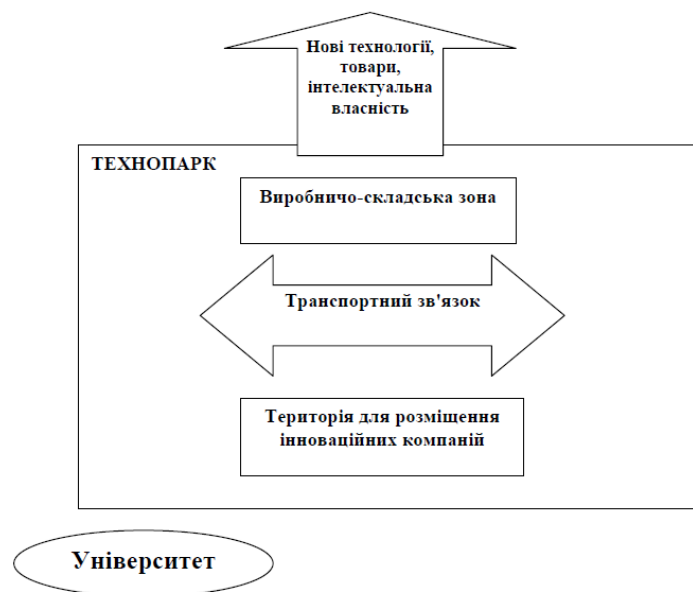 Нові технології,
товари,
інтелектуальна
власність
ТЕХНОПАРК
Виробничо-складська зона
Транспортний зв'язок
Територія для розміщення
інноваційних компаній
Університет